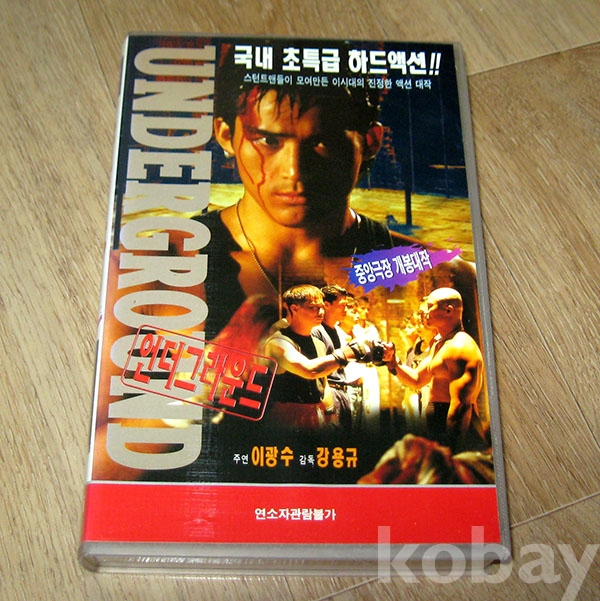 국내 초특급 하드액션!!
스턴트맨들이 모여만든 이시대의 진정한 액션 대작
UNDERGROUND
중앙극장 개봉대작
언더그라운드
주연 이광수 감독 강용규
연소자관람불가
kobay